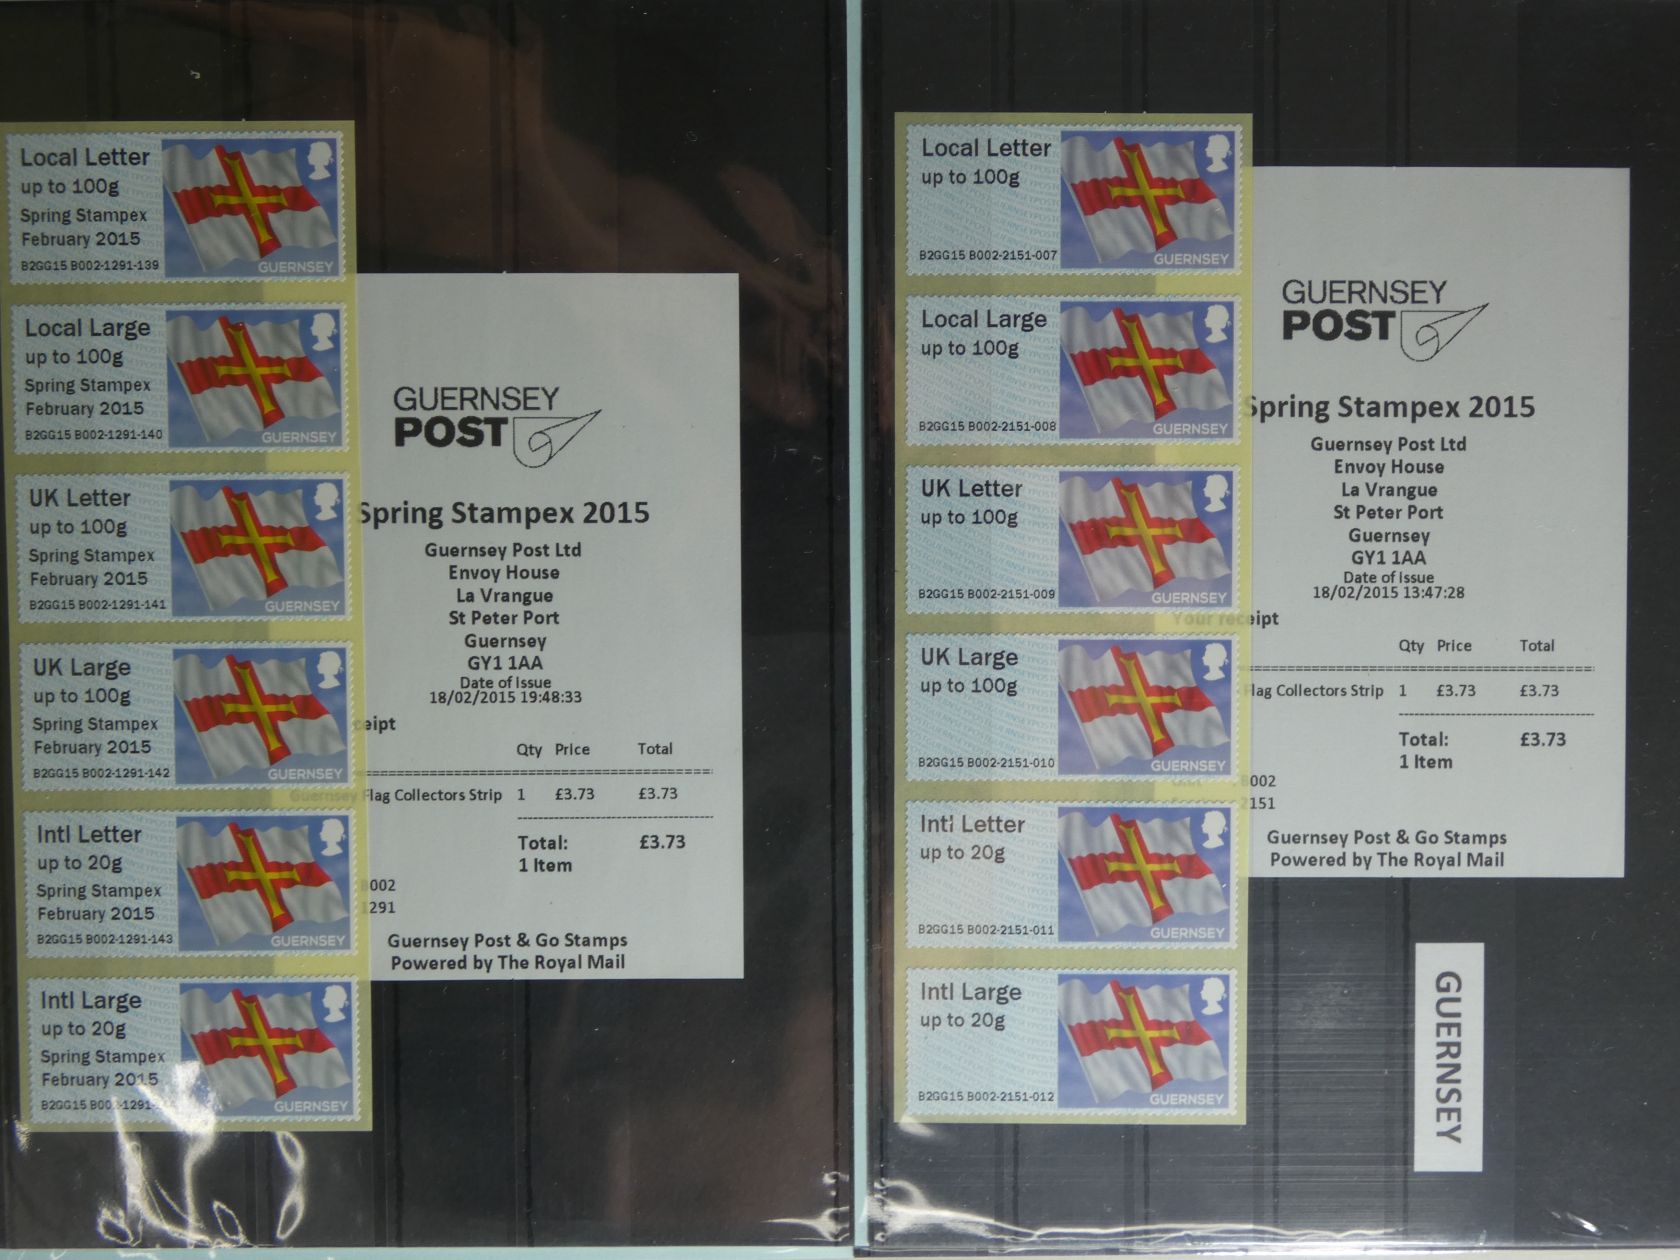 Local Letter
up to 100g
Spring Stampex
February 2015
B2GG15 B002-1291-139
GUERNSEY
Local Large
up to 100g
Spring Stampex
February 2015
B2GG15 B002-1291-140
GUERNSEY
UK Letter
up to 100g
Spring Stampex
February 2015
B2GG15 B002-1291-141
GUERNSEY
UK Large
up to 100g
Spring Stampex
February 2015
B2GG15 B002-1291-142
GUERNSEY
Intl Letter
up to 20g
Spring Stampex
February 2015
B2GG15 B002-1291-143
GUERNSEY
Intl Large
up to 20g
Spring Stampex
February 2015
B2GG15
GUERNSEY
GUERNSEY
POST
Spring Stampex 2015
Guernsey Post Ltd
Envoy House
La Vrangue
St Peter Port
Guernsey
GY1 1AA
Date of Issue
18/02/2015 19:48:33
eipt
Qty Price Total
Guernsey Flag Collectors Strip 1 £3.73 £3.73
Total: £3.73
1 Item
B002
1291
Guernsey Post & Go Stamps
Powered by The Royal Mail
Local Letter
up to 100g
B2GG15 B002-2151-007
GUERNSEY
Local Large
up to 100g
B2GG15 B002-2151-008
GUERNSEY
UK Letter
up to 100g
B2GG15 B002-2151-009
GUERNSEY
UK Large
up to 100g
B2GG15 B002-2151-010
GUERNSEY
Intl Letter
up to 20g
B2GG15 B002-2151-011
GUERNSEY
Intl Large
up to 20g
B2GG15 B002-2151-012
GUERNSEY
GUERNSEY
POST
Spring Stampex 2015
Guernsey Post Ltd
Envoy House
La Vrangue
St Peter Port
Guernsey
GY1 1AA
Date of Issue
18/02/2015 13:47:28
Your receipt
Qty Price Total
Flag Collectors Strip 1 £3.73 £3.73
Total: £3.73
1 Item
B002
2151
Guernsey Post & Go Stamps
Powered by The Royal Mail
GUERNSEY